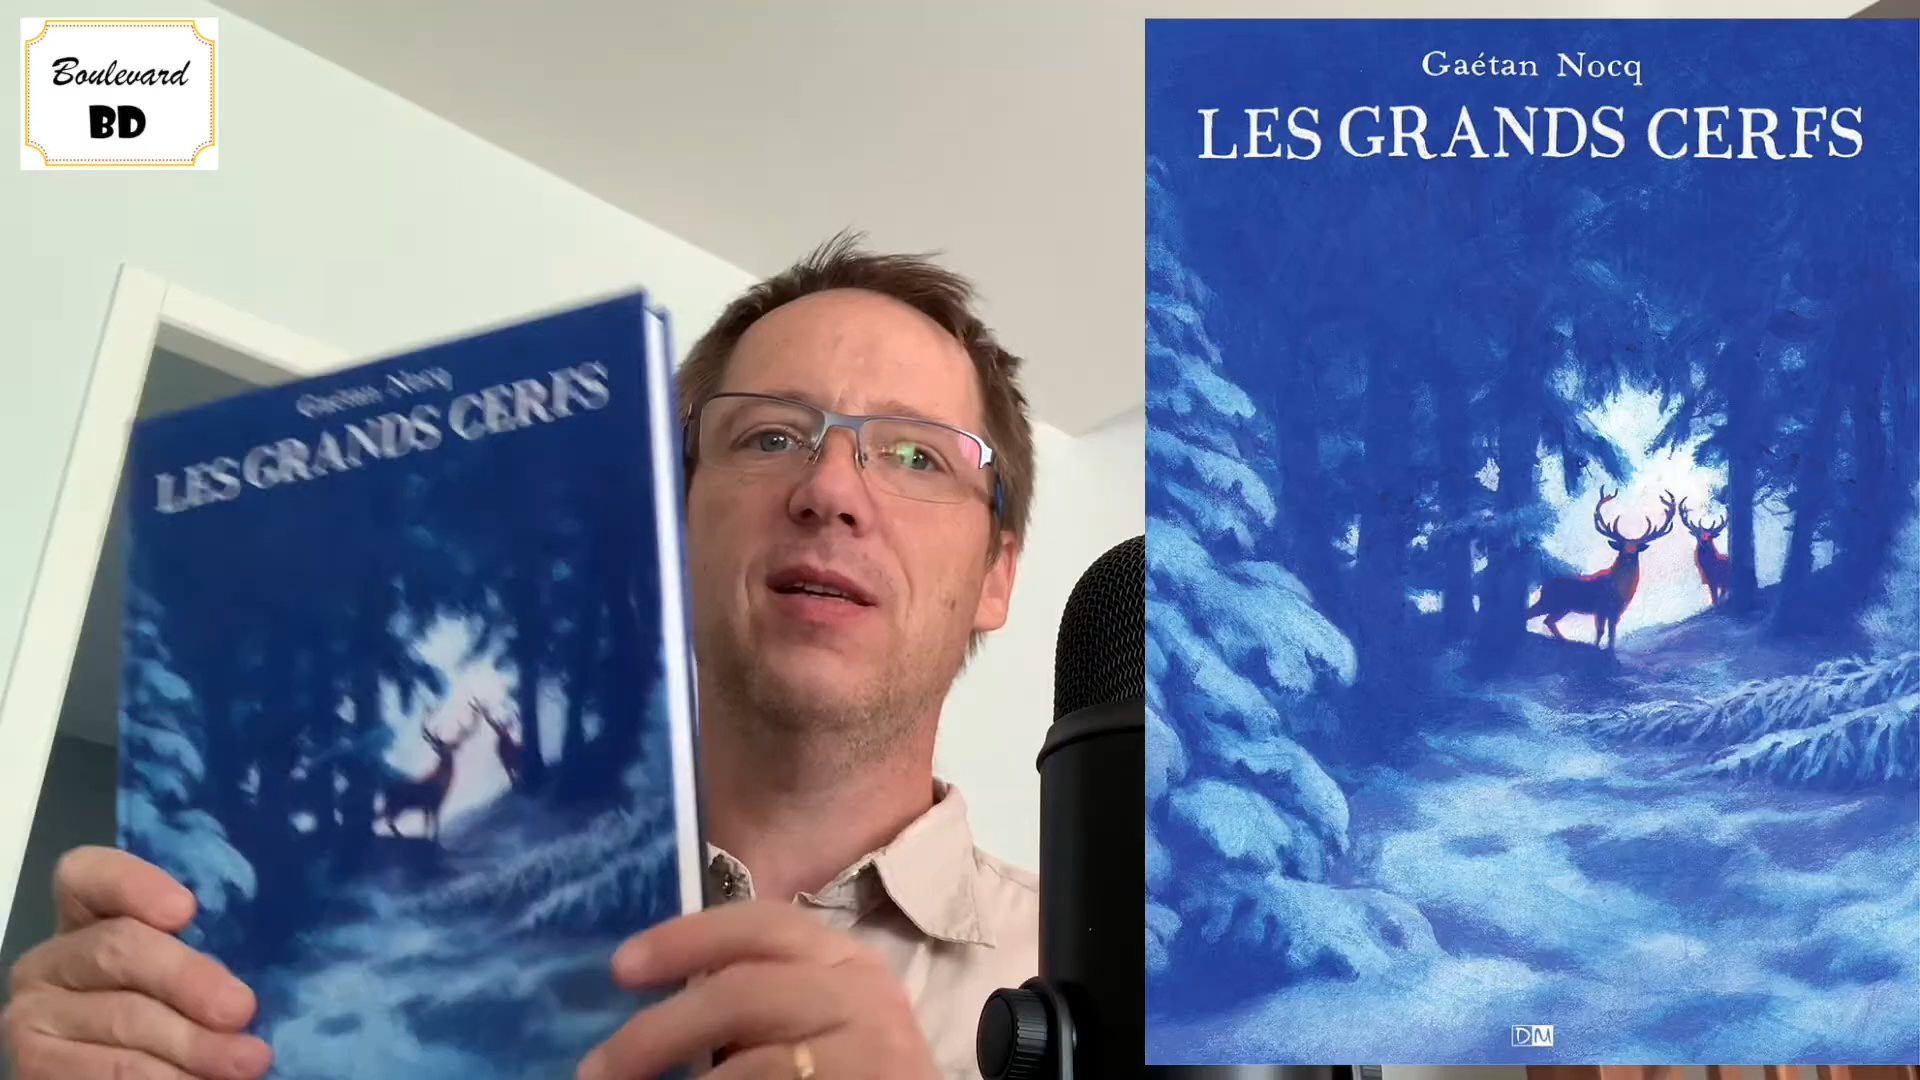 Boulevard
BD
Gaétan Nocq
LES GRANDS CERFS
Gaétan Nocq
LES GRANDS CERFS
DM